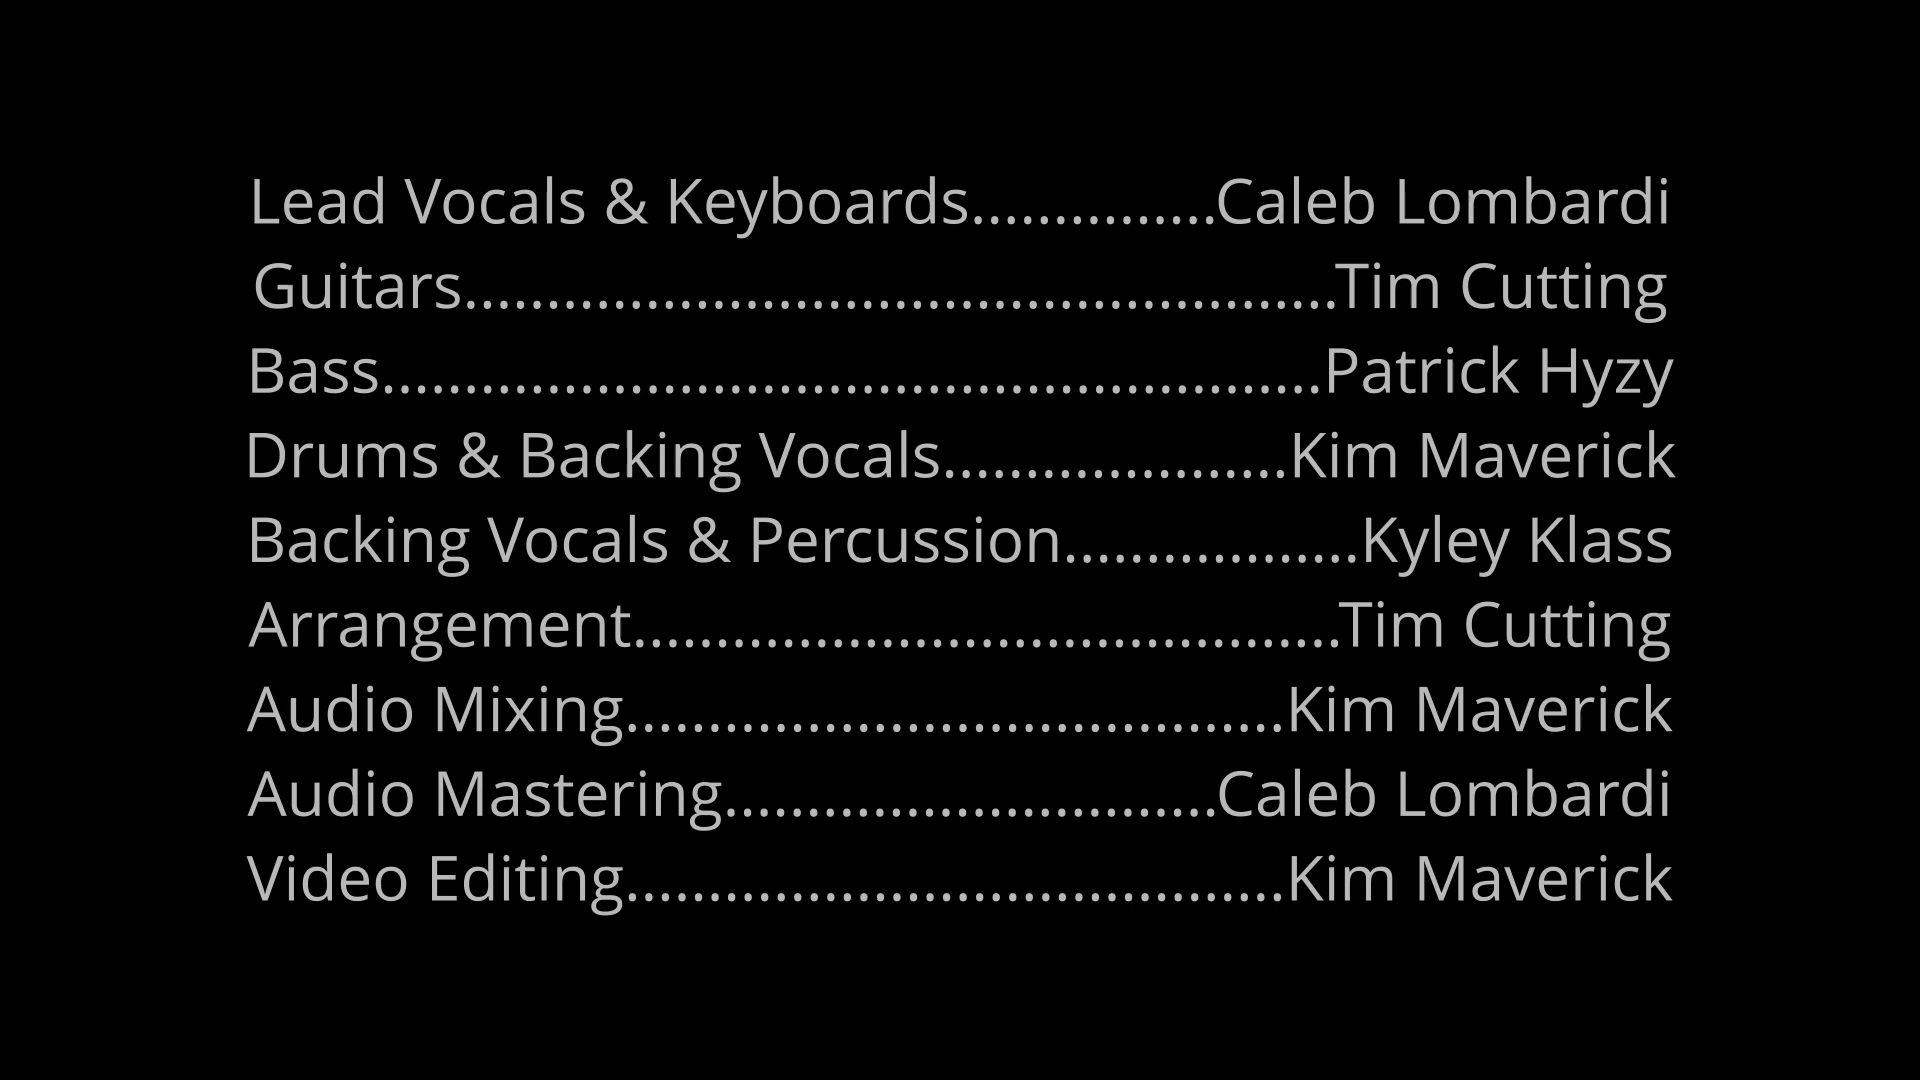 Lead Vocals & Keyboards...............Caleb Lombardi
Guitars.....................................................Tim Cutting
Bass.........................................................Patrick Hyzy
Drums & Backing Vocals.....................Kim Maverick
Backing Vocals & Percussion..................Kyley Klass
Arrangement...........................................Tim Cutting
Audio Mixing........................................Kim Maverick
Audio Mastering..............................Caleb Lombardi
Video Editing........................................Kim Maverick